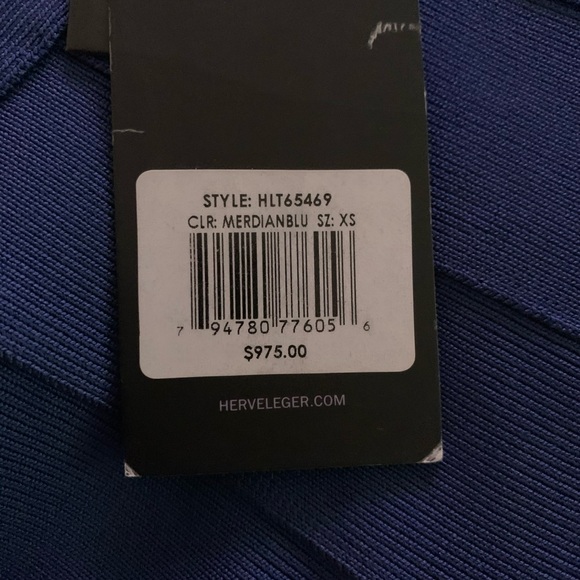 STYLE: HLT65469
CLR: MERDIANBLU SZ: XS
7 94780 77605 6
$975.00
HERVELEGER.COM